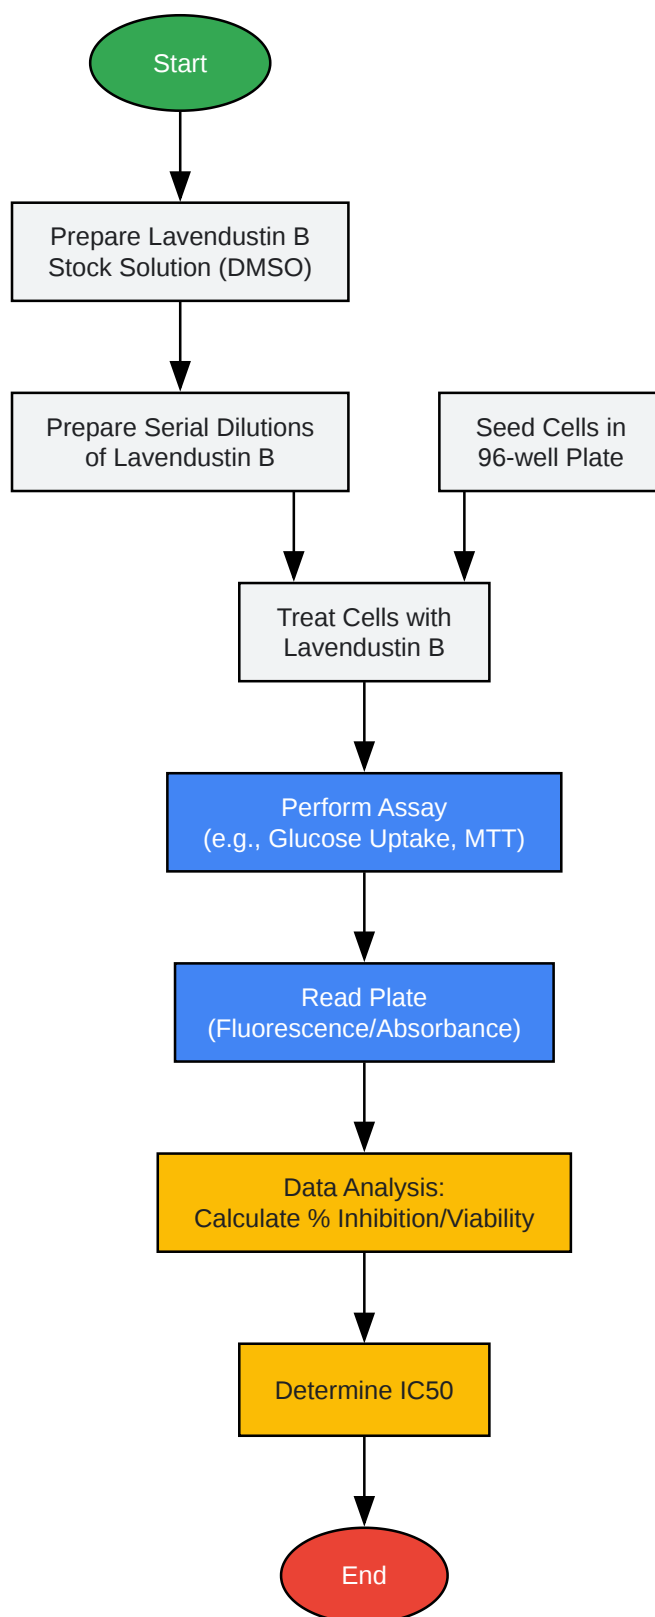 Start
Prepare Lavendustin B
Stock Solution (DMSO)
Prepare Serial Dilutions
of Lavendustin B
Seed Cells in
96-well Plate
Treat Cells with
Lavendustin B
Perform Assay
(e.g., Glucose Uptake, MTT)
Read Plate
(Fluorescence/Absorbance)
Data Analysis:
Calculate % Inhibition/Viability
Determine IC50
End